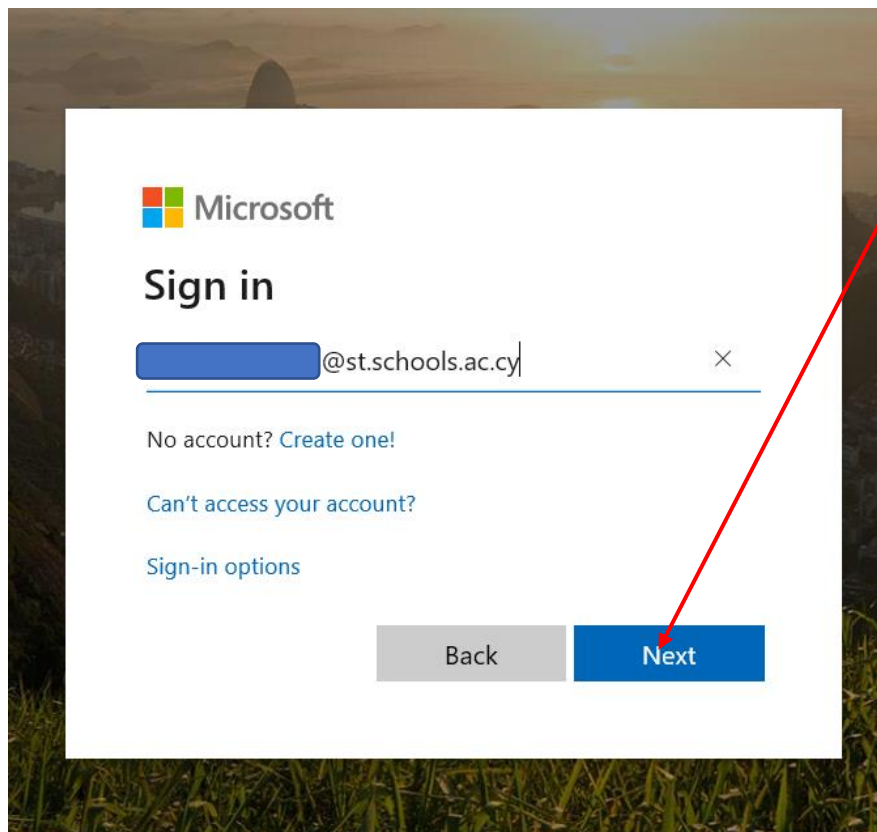 Microsoft
Sign in
@st.schools.ac.cy
No account? Create one!
Can't access your account?
Sign-in options
Back Next